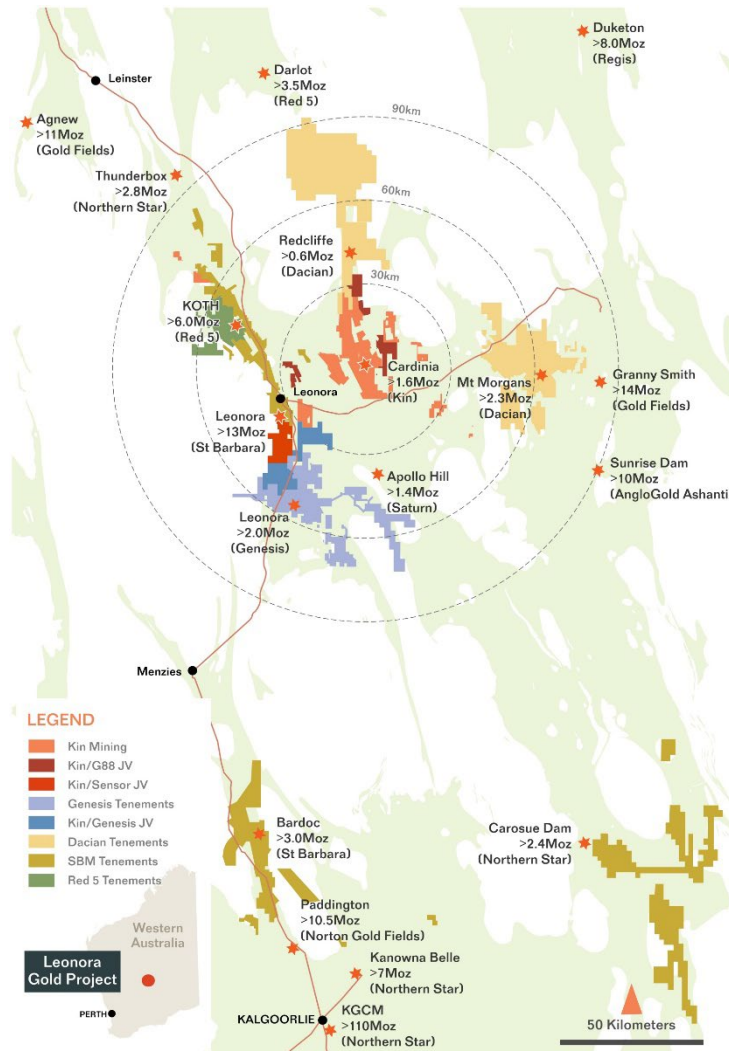 Duketon
>8.0Moz
(Regis)
Darlot
>3.5Moz
(Red 5)
Leinster
Agnew
>11Moz
(Gold Fields)
90km
Thunderbox
>2.8Moz
(Northern Star)
60km
Redcliffe
>0.6Moz
(Dacian)
30km
KOTH
>6.0Moz
(Red 5)
Cardinia
>1.6Moz
(Kin)
Mt Morgans
>2.3Moz
(Dacian)
Granny Smith
>14Moz
(Gold Fields)
Leonora
Leonora
>13Moz
(St Barbara)
Apollo Hill
>1.4Moz
(Saturn)
Sunrise Dam
>10Moz
(AngloGold Ashanti)
Leonora
>2.0Moz
(Genesis)
Menzies
LEGEND
Kin Mining
Kin/G88 JV
Kin/Sensor JV
Genesis Tenements
Kin/Genesis JV
Dacian Tenements
SBM Tenements
Red 5 Tenements
Bardoc
>3.0Moz
(St Barbara)
Carosue Dam
>2.4Moz
(Northern Star)
Paddington
>10.5Moz
(Norton Gold Fields)
Kanowna Belle
>7Moz
(Northern Star)
KALGOORLIE
KGCM
>110Moz
(Northern Star)
Western
Australia
Leonora
Gold Project
PERTH
50 Kilometers